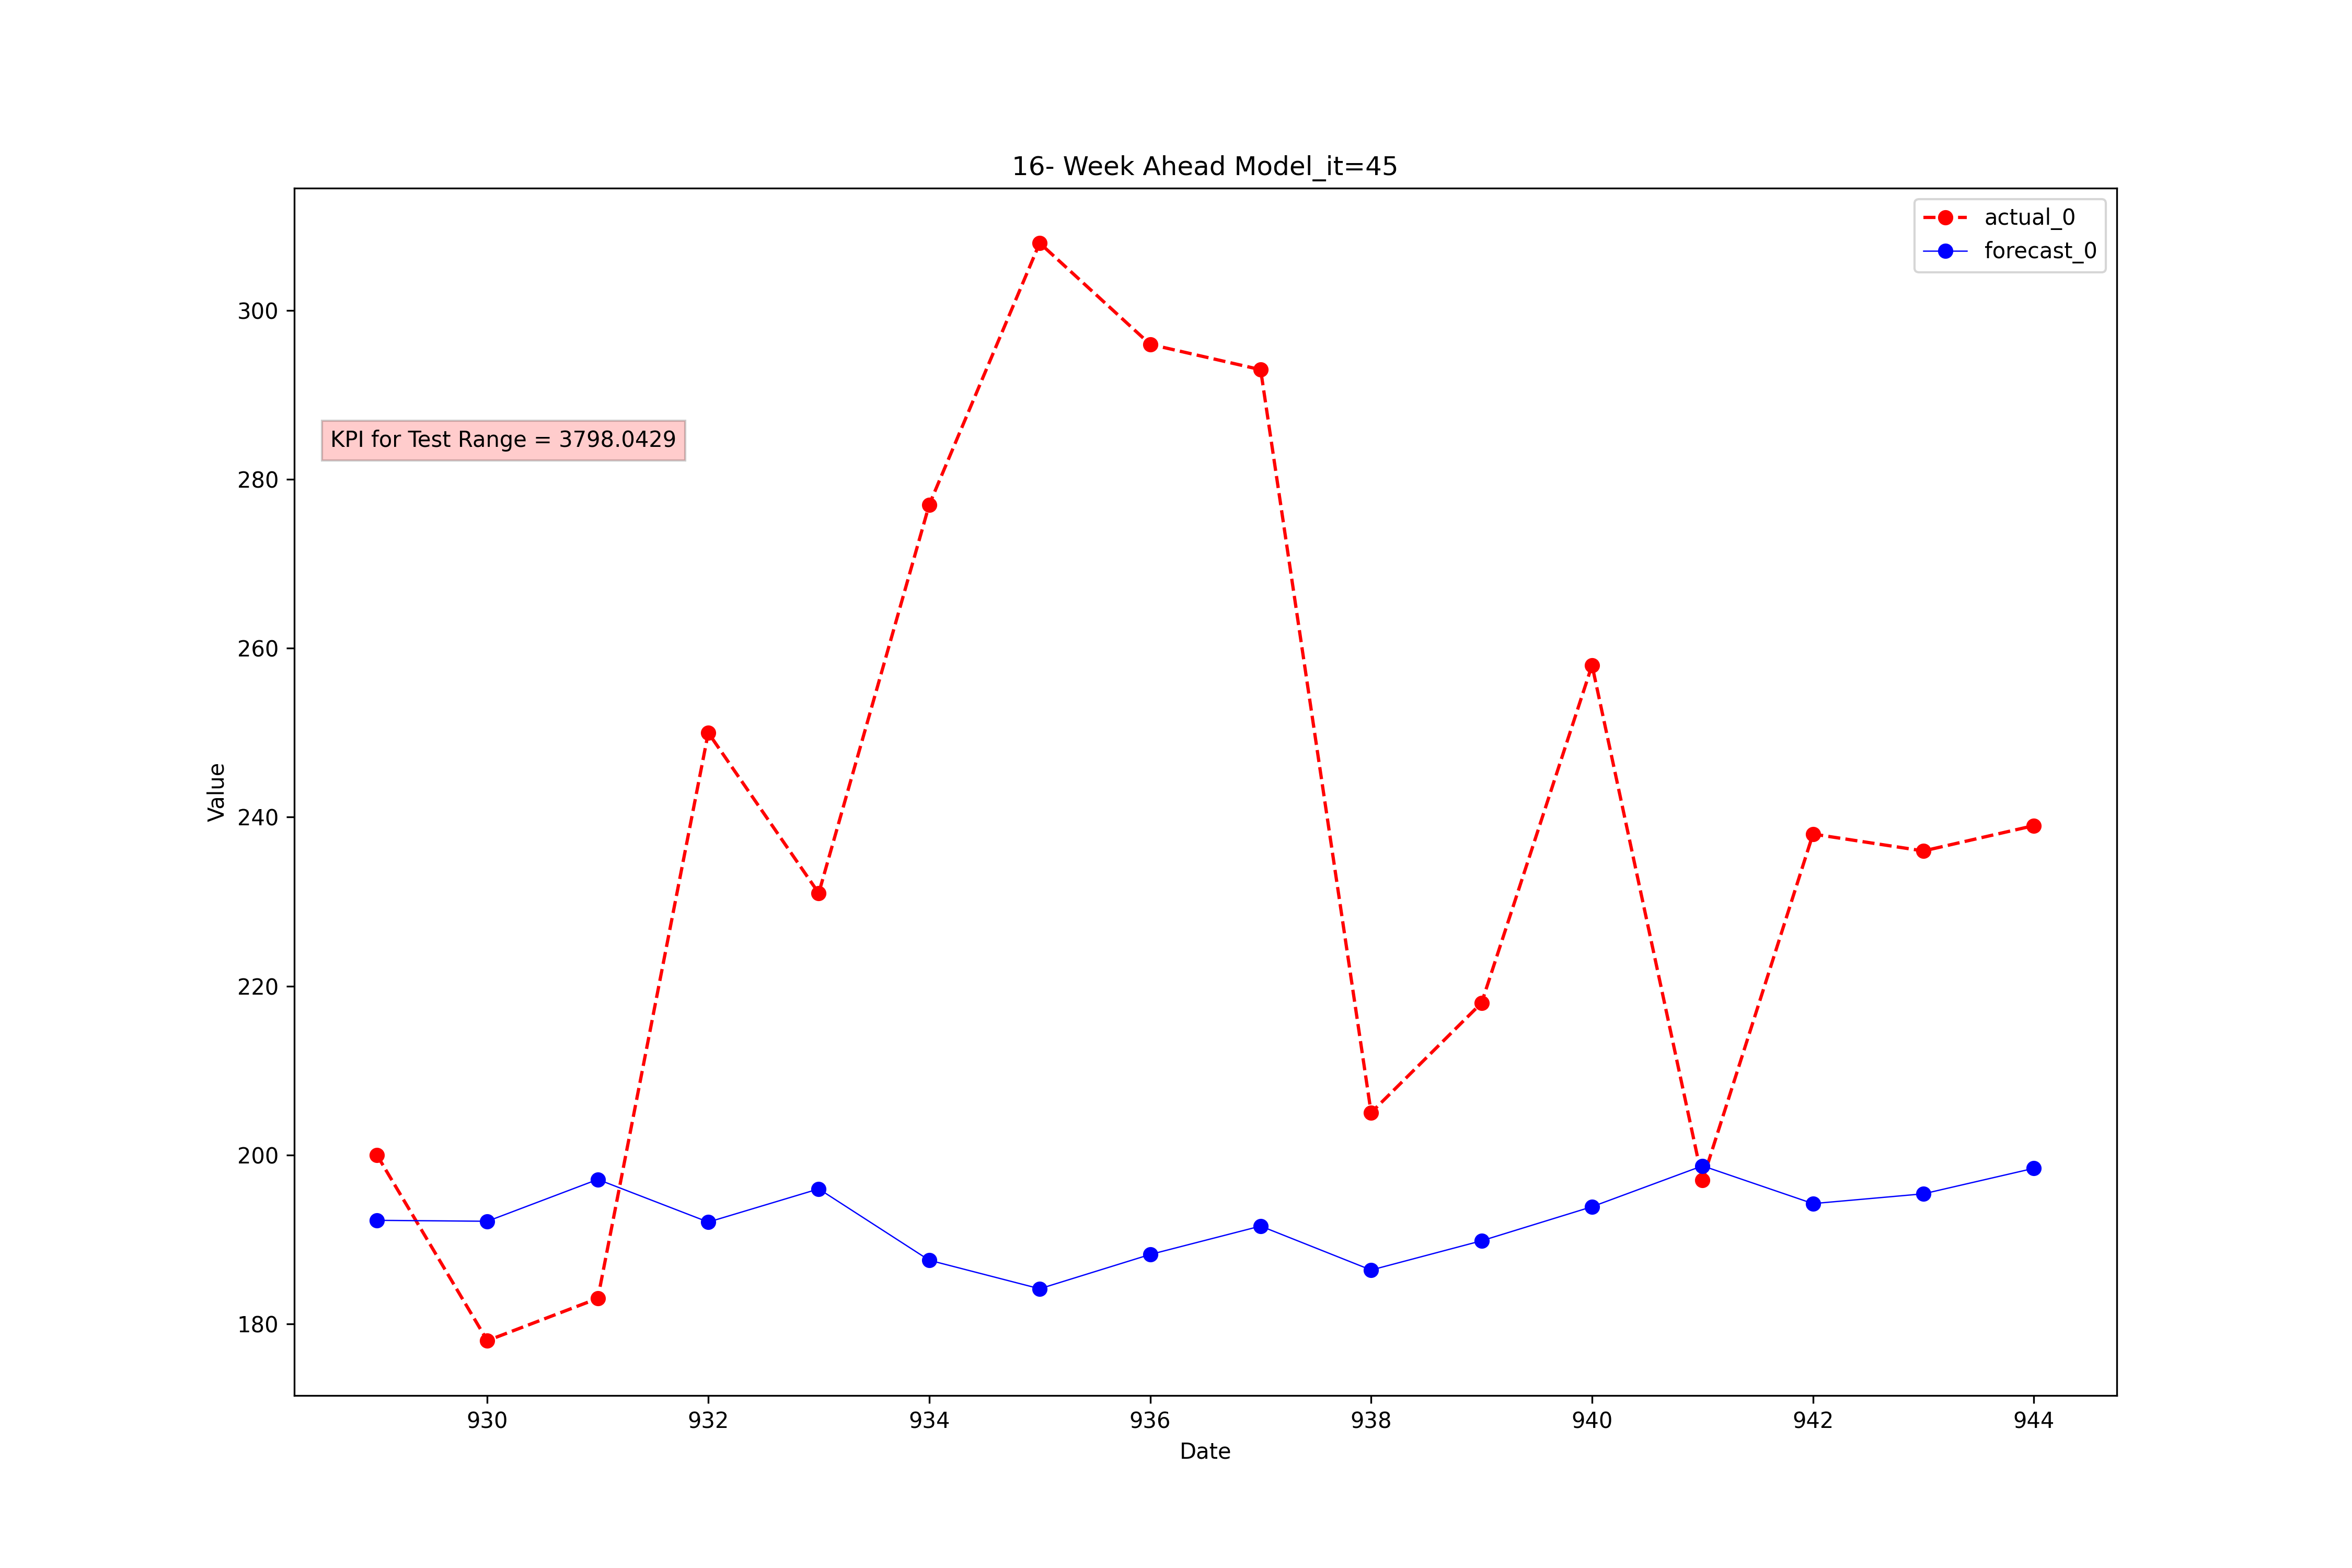 16- Week Ahead Model_it=45
actual_0
forecast_0
KPI for Test Range = 3798.0429
Value
300
280
260
240
220
200
180
930 932 934 936 938 940 942 944
Date